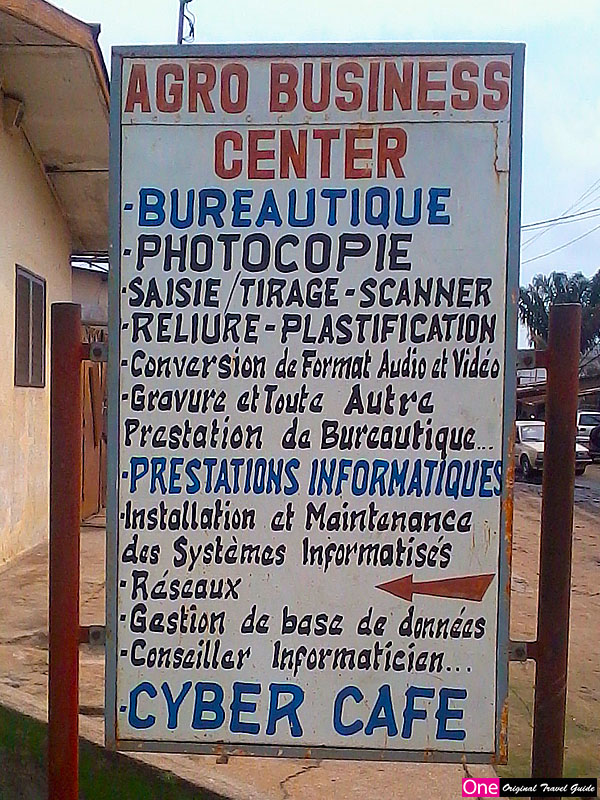 AGRO BUSINESS
CENTER
-BUREAUTIQUE
-PHOTOCOPIE
-SAISIE/TIRAGE-SCANNER
-RELIURE-PLASTIFICATION
-Conversion de Format Audio et Vidéo
-Gravure et Toute Autre
Prestation de Bureautique...
-PRESTATIONS INFORMATIQUES
-Installation et Maintenance
des Systèmes Informatisés
-Réseaux
-Gestion de base de données
-Conseiller Informaticien...
-CYBER CAFE
One Original Travel Guide